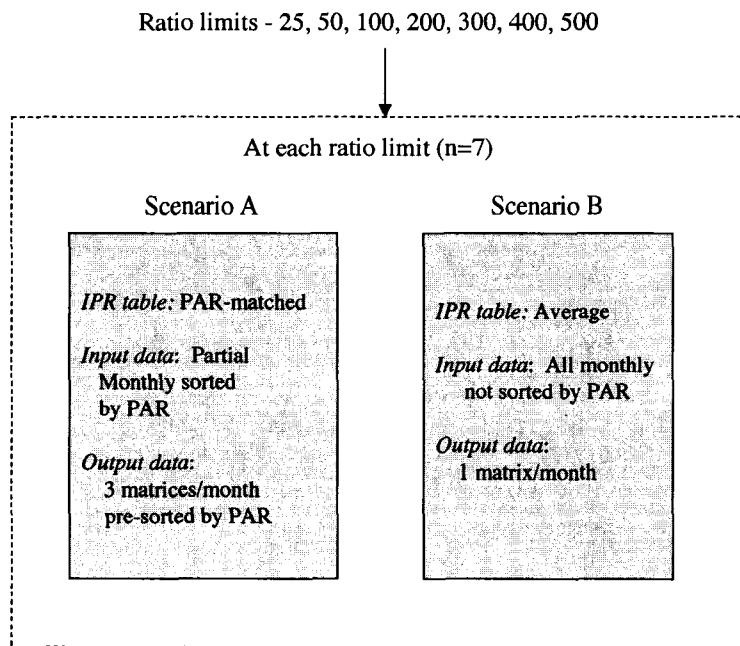 Ratio limits - 25, 50, 100, 200, 300, 400, 500
At each ratio limit (n=7)
Scenario A
IPR table: PAR-matched
Input data: Partial
Monthly sorted
by PAR
Output data:
3 matrices/month
pre-sorted by PAR
Scenario B
IPR table: Average
Input data: All monthly
not sorted by PAR
Output data:
1 matrix/month